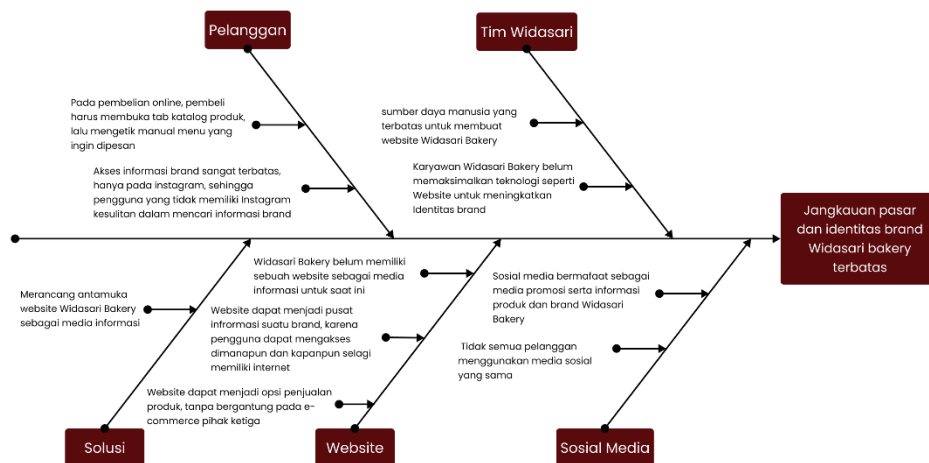 Pelanggan
Tim Widasari
Pada pembelian online, pembeli
harus membuka tab katalog produk,
lalu mengetik manual menu yang
ingin dipesan
sumber daya manusia yang
terbatas untuk membuat
website Widasari Bakery
Akses informasi brand sangat terbatas,
hanya pada instagram, sehingga
pengguna yang tidak memiliki Instagram
kesulitan dalam mencari informasi brand
Karyawan Widasari Bakery belum
memaksimalkan teknologi seperti
Website untuk meningkatkan
Identitas brand
Jangkauan pasar
dan identitas brand
Widasari bakery
terbatas
Merancang antamuka
website Widasari Bakery
sebagai media informasi
Widasari Bakery belum memiliki
sebuah website sebagai media
informasi untuk saat ini
Website dapat menjadi pusat
informasi suatu brand, karena
pengguna dapat mengakses
dimanapun dan kapanpun selagi
memiliki internet
Website dapat menjadi opsi penjualan
produk, tanpa bergantung pada e-
commerce pihak ketiga
Sosial media bermafaat sebagai
media promosi serta informasi
produk dan brand Widasari
Bakery
Tidak semua pelanggan
menggunakan media sosial
yang sama
Solusi
Website
Sosial Media